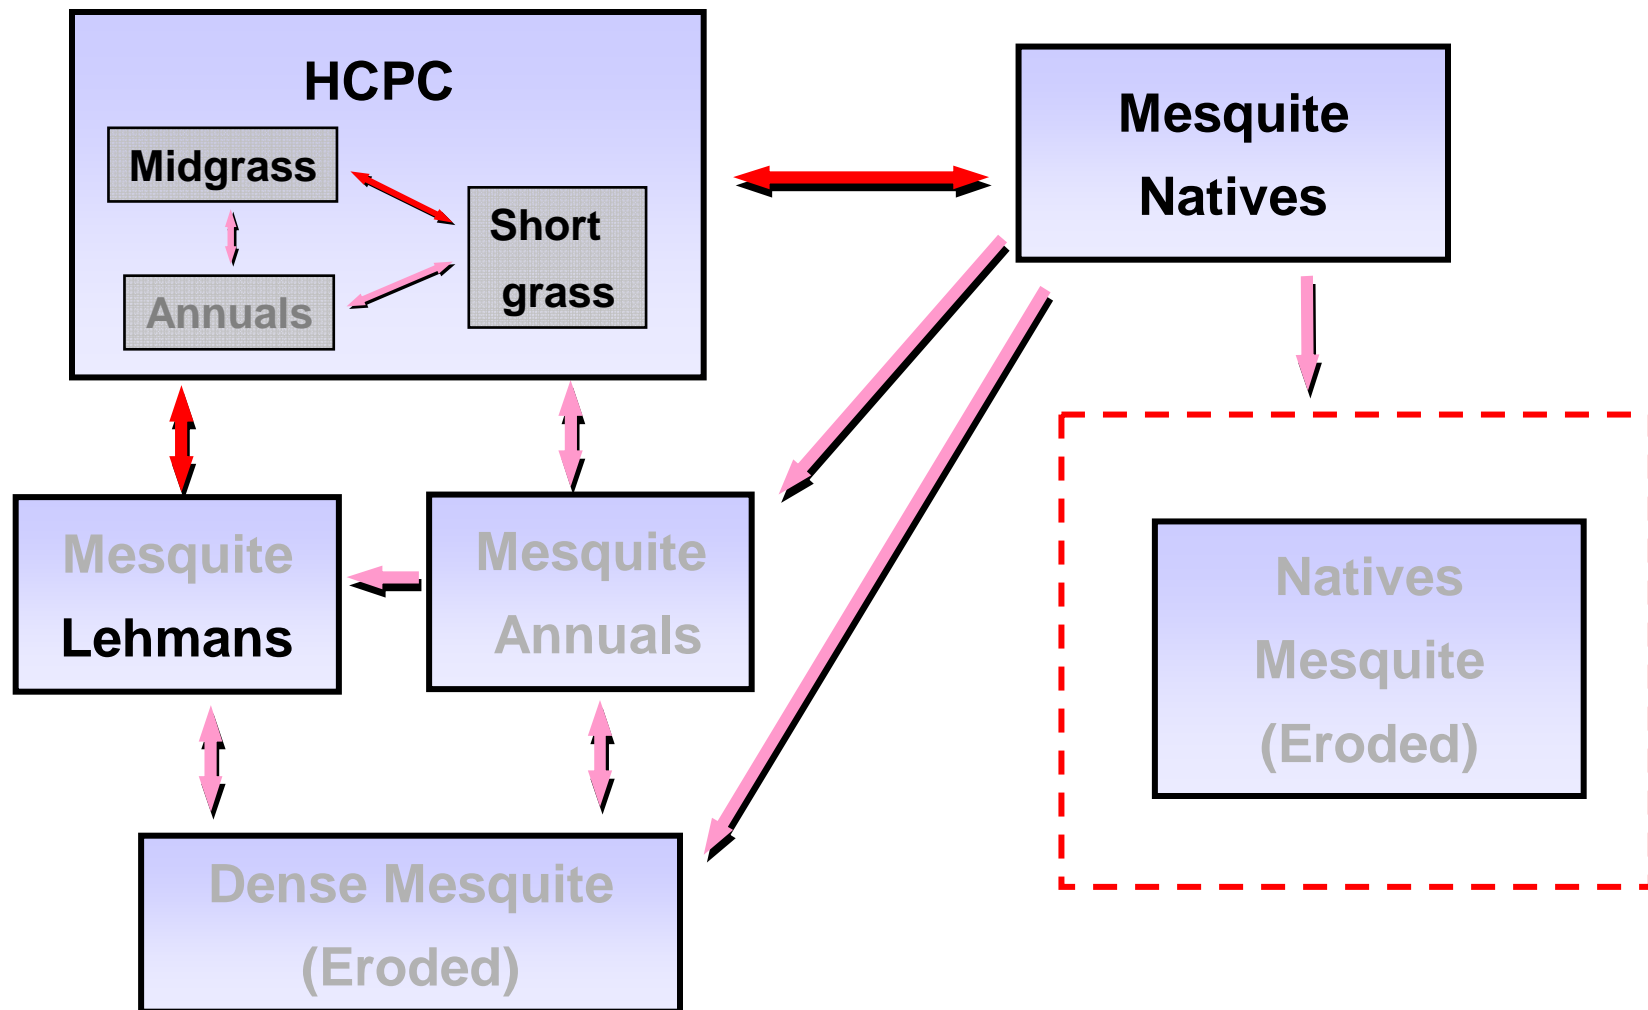 HCPC
Midgrass
Short
grass
Annuals
Mesquite
Natives
Mesquite
Lehmans
Mesquite
Annuals
Natives
Mesquite
(Eroded)
Dense Mesquite
(Eroded)